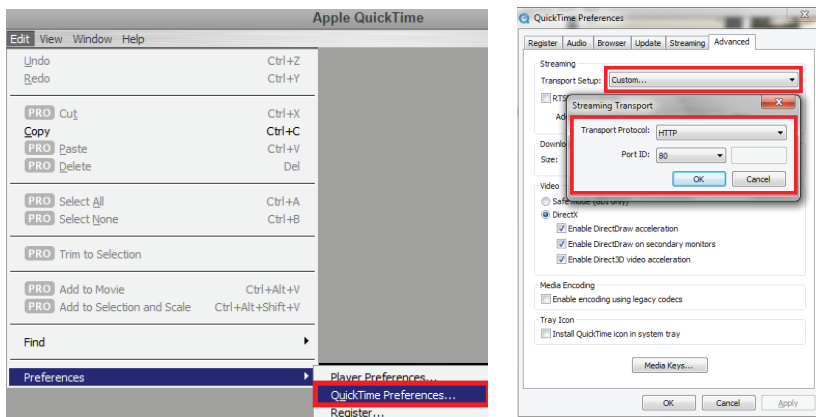 Apple QuickTime
Edit View Window Help
Undo Ctrl+Z
Redo Ctrl+Y
PRO Cut Ctrl+X
Copy Ctrl+C
PRO Paste Ctrl+V
PRO Delete Del
PRO Select All Ctrl+A
PRO Select None Ctrl+B
PRO Trim to Selection
PRO Add to Movie Ctrl+Alt+V
PRO Add to Selection and Scale Ctrl+Alt+Shift+V
Find
Preferences
Player Preferences...
QuickTime Preferences...
Register...
QuickTime Preferences
Register Audio Browser Update Streaming Advanced
Streaming
Transport Setup: Custom...
Streaming Transport
Transport Protocol: HTTP
Port ID: 80
OK Cancel
Size:
Video
Safe mode (GDI only)
DirectX
Enable DirectDraw acceleration
Enable DirectDraw on secondary monitors
Enable Direct3D video acceleration
Media Encoding
Enable encoding using legacy codecs
Tray Icon
Install QuickTime icon in system tray
Media Keys...
OK Cancel Apply